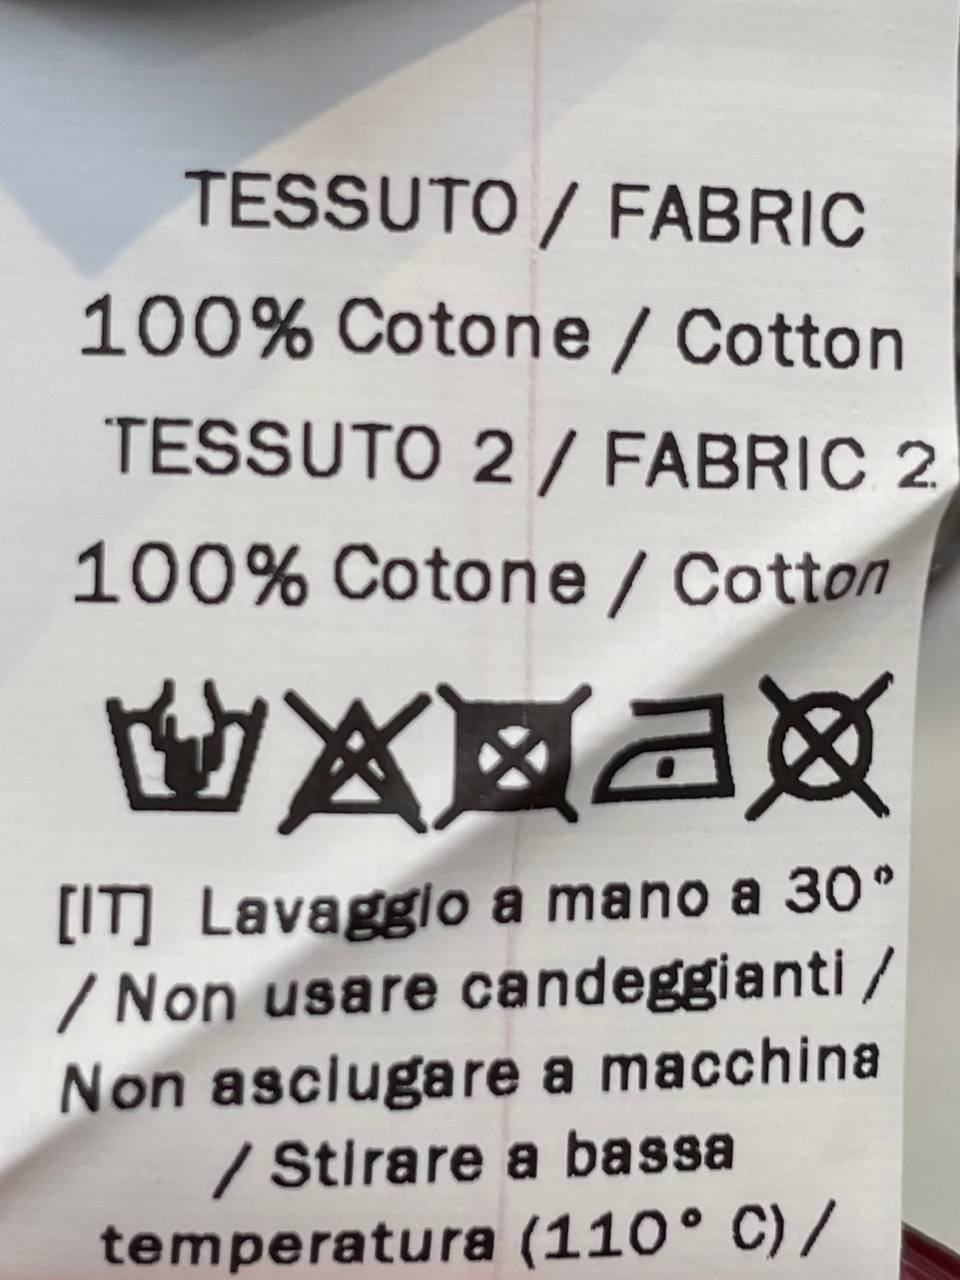 TESSUTO / FABRIC
100% Cotone / Cotton
TESSUTO 2 / FABRIC 2
100% Cotone / Cotton
[IT] Lavaggio a mano a 30°
/ Non usare candeggianti /
Non asciugare a macchina
/ Stirare a bassa
temperatura (110° C) /